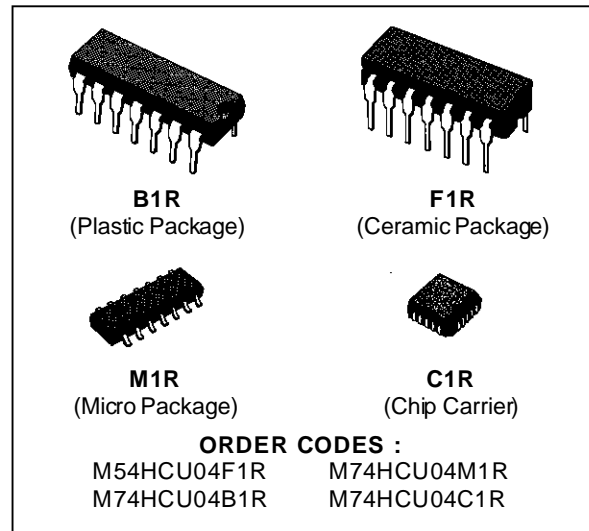 B1R
(Plastic Package)
F1R
(Ceramic Package)
M1R
(Micro Package)
C1R
(Chip Carrier)
ORDER CODES :
M54HCU04F1R M74HCU04M1R
M74HCU04B1R M74HCU04C1R